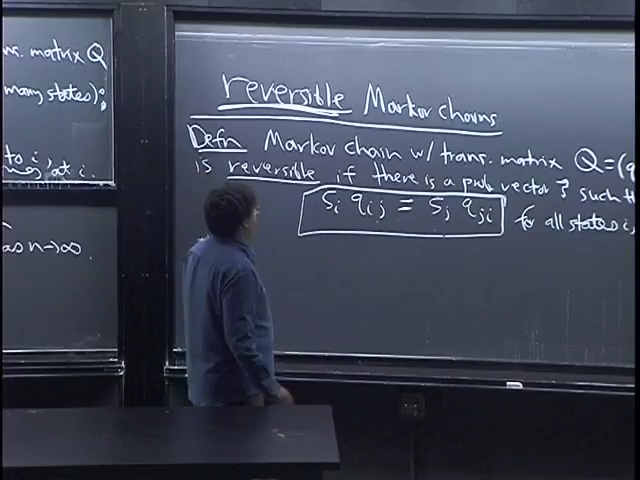 ns. matrix Q
many states);
to i,
at i.
as n→∞.
reversible Markov chains
Defn Markov chain w/ trans. matrix Q=(q
is reversible if there is a prob. vector s such th
s_i q_ij = s_j q_ji for all states i,